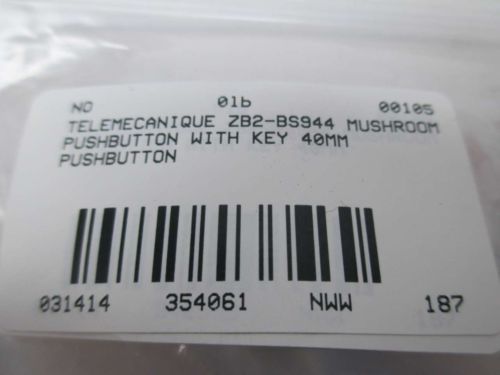 NO 01b 00105
TELEMECANIQUE ZB2-BS944 MUSHROOM
PUSHBUTTON WITH KEY 40MM
PUSHBUTTON
031414 354061 NWW 187